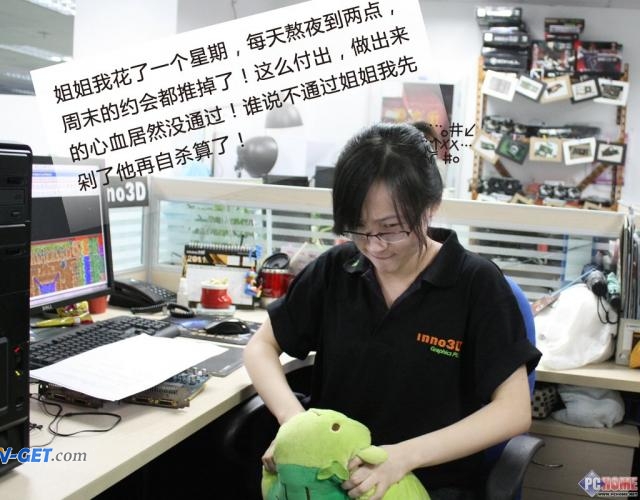 姐姐我花了一个星期，每天熬夜到两点，
周末的约会都推掉了！这么付出，做出来
的心血居然没通过！谁说不通过姐姐我先
剁了他再自杀算了！
nno3D
Inno3D
Graphics
V-GET.com
PCHOME